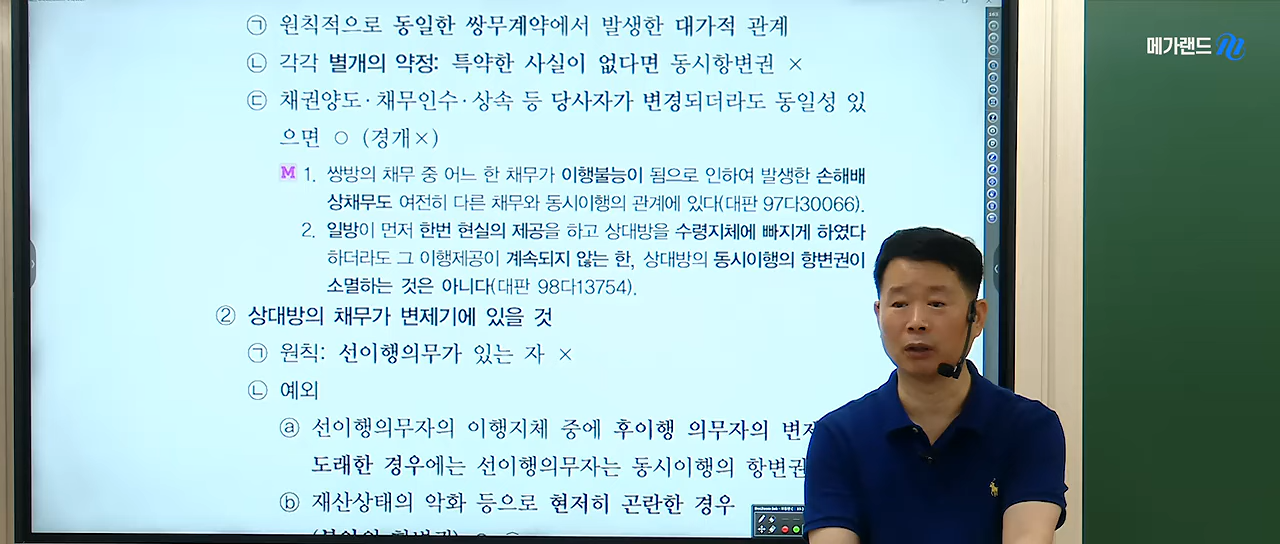 ㉠ 원칙적으로 동일한 쌍무계약에서 발생한 대가적 관계
㉡ 각각 별개의 약정: 특약한 사실이 없다면 동시항변권 ×
㉢ 채권양도·채무인수·상속 등 당사자가 변경되더라도 동일성 있
으면 ○ (경개×)
M 1. 쌍방의 채무 중 어느 한 채무가 이행불능이 됨으로 인하여 발생한 손해배
상채무도 여전히 다른 채무와 동시이행의 관계에 있다(대판 97다30066).
2. 일방이 먼저 한번 현실의 제공을 하고 상대방을 수령지체에 빠지게 하였다
하더라도 그 이행제공이 계속되지 않는 한, 상대방의 동시이행의 항변권이
소멸하는 것은 아니다(대판 98다13754).
② 상대방의 채무가 변제기에 있을 것
㉠ 원칙: 선이행의무가 있는 자 ×
㉡ 예외
ⓐ 선이행의무자의 이행지체 중에 후이행 의무자의 변제
도래한 경우에는 선이행의무자는 동시이행의 항변권
ⓑ 재산상태의 악화 등으로 현저히 곤란한 경우
메가랜드 m